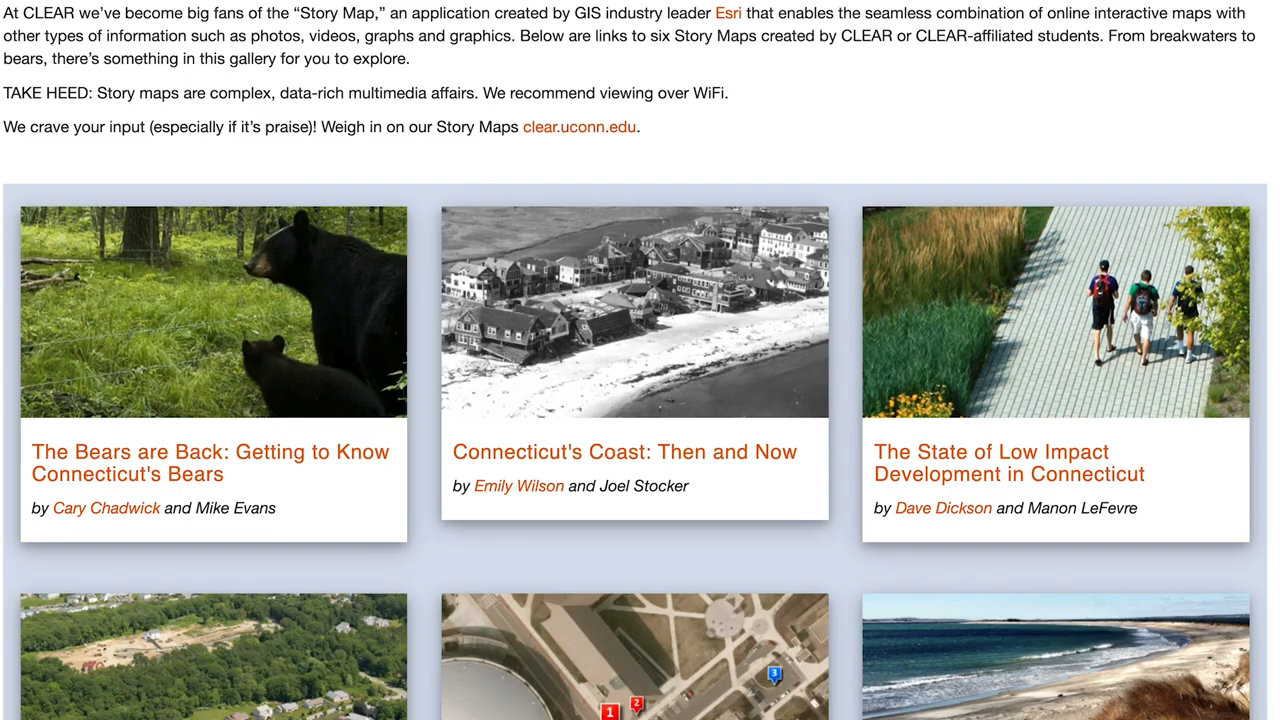 At CLEAR we’ve become big fans of the “Story Map,” an application created by GIS industry leader Esri that enables the seamless combination of online interactive maps with
other types of information such as photos, videos, graphs and graphics. Below are links to six Story Maps created by CLEAR or CLEAR-affiliated students. From breakwaters to
bears, there’s something in this gallery for you to explore.
TAKE HEED: Story maps are complex, data-rich multimedia affairs. We recommend viewing over WiFi.
We crave your input (especially if it’s praise)! Weigh in on our Story Maps clear.uconn.edu.
The Bears are Back: Getting to Know
Connecticut's Bears
by Cary Chadwick and Mike Evans
Connecticut's Coast: Then and Now
by Emily Wilson and Joel Stocker
The State of Low Impact
Development in Connecticut
by Dave Dickson and Manon LeFevre
3
2
1